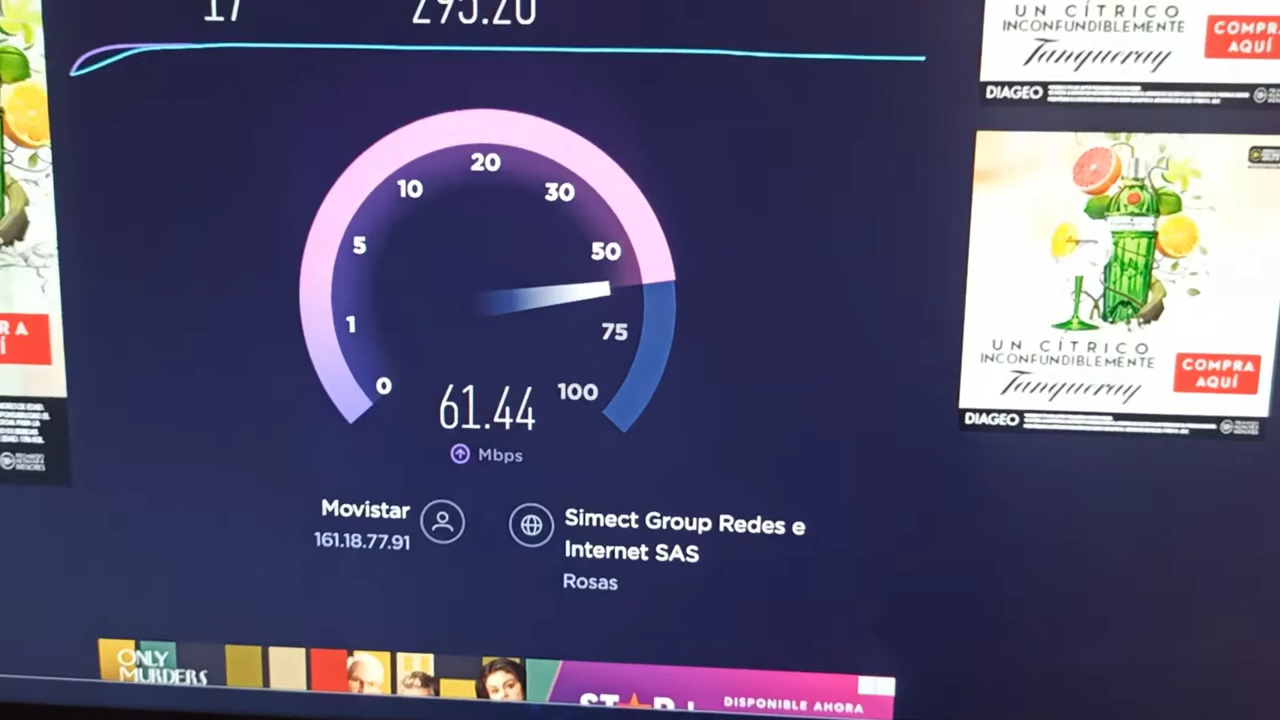 17
295.20
UN CÍTRICO
INCONFUNDIBLEMENTE
Tanqueray
COMPRA
AQUÍ
DIAGEO
20
10
30
5
50
1
75
0
100
61.44
Mbps
Movistar
161.18.77.91
Simect Group Redes e
Internet SAS
Rosas
UN CÍTRICO
INCONFUNDIBLEMENTE
Tanqueray
COMPRA
AQUÍ
DIAGEO
R A
Í
ONLY
MURDERS
ST★R+
DISPONIBLE AHORA